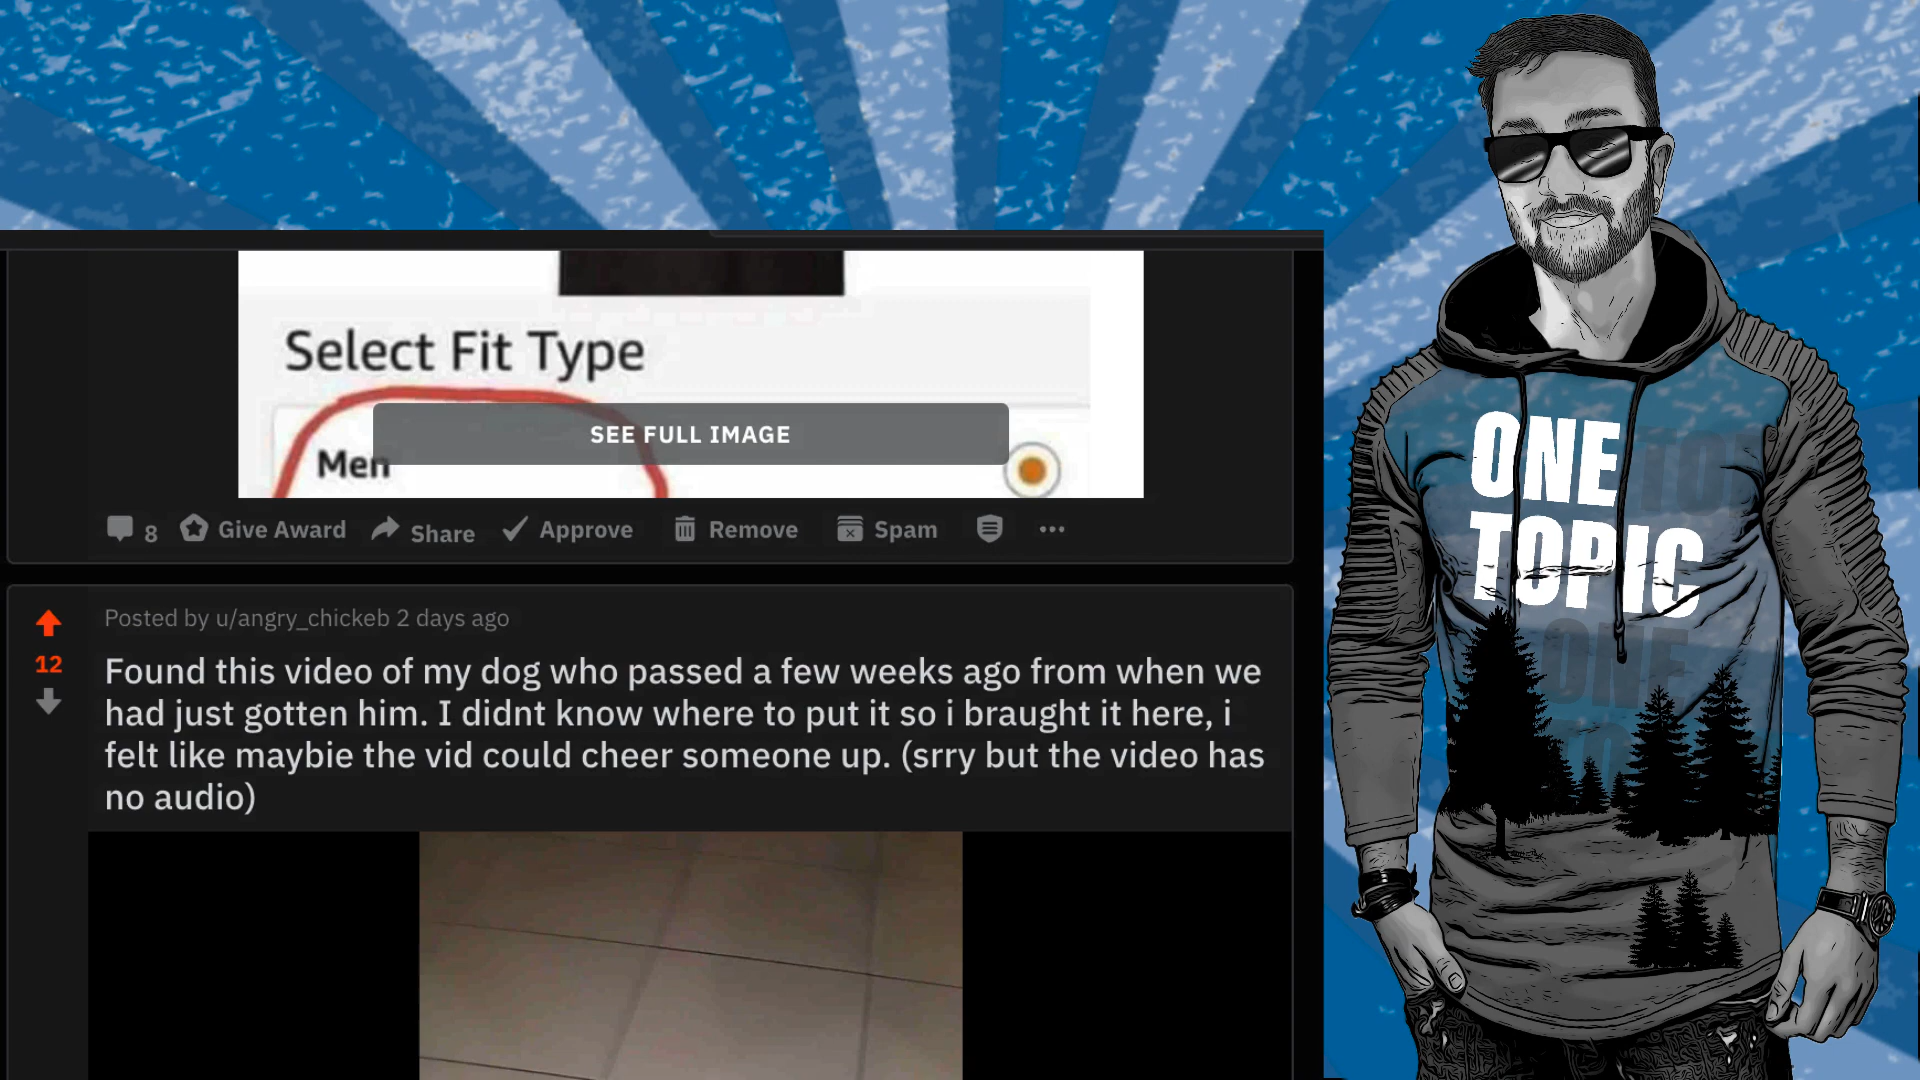 Select Fit Type
SEE FULL IMAGE
Men
8 Give Award Share Approve Remove Spam
Posted by u/angry_chickeb 2 days ago
12
Found this video of my dog who passed a few weeks ago from when we
had just gotten him. I didnt know where to put it so i braught it here, i
felt like maybie the vid could cheer someone up. (srry but the video has
no audio)
ONE
TOPIC
ONE